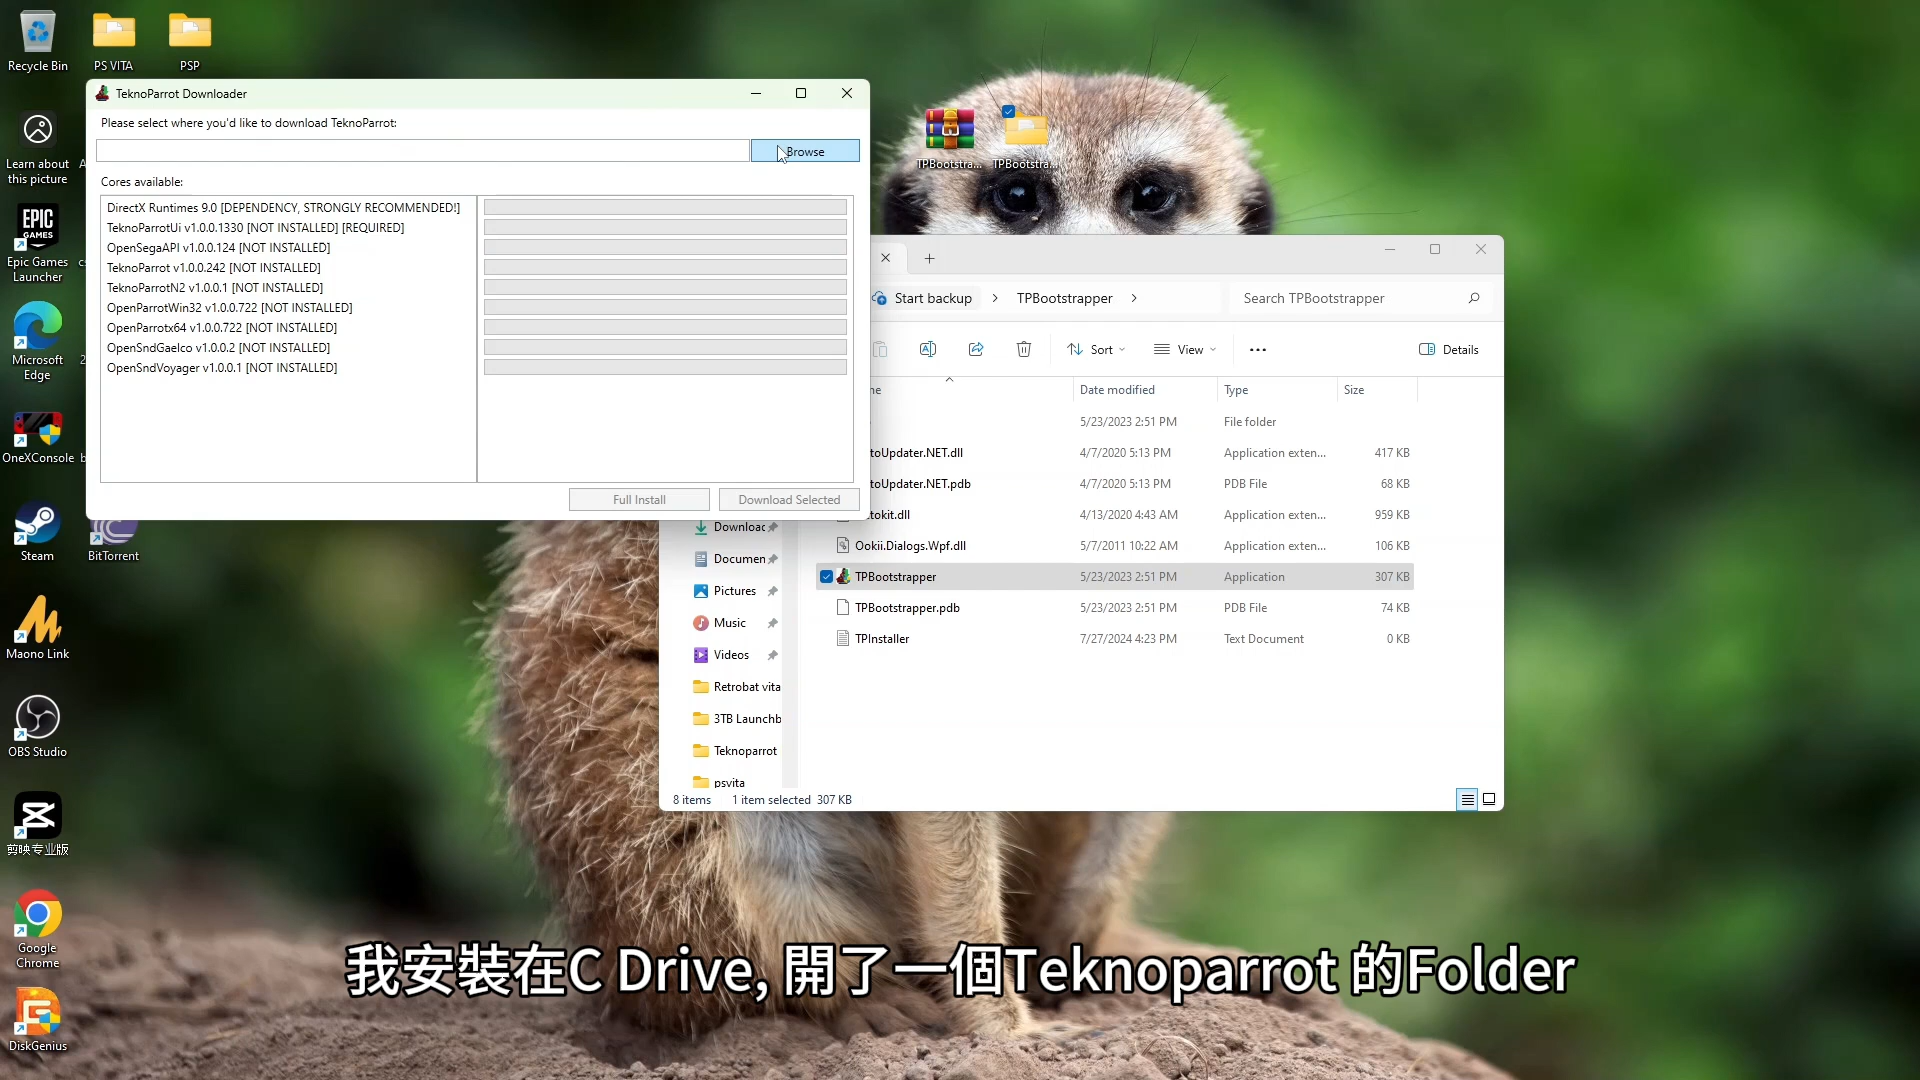 Recycle Bin
PS VITA
PSP
Learn about
this picture
Epic Games
Launcher
EPIC
GAMES
Microsoft
Edge
OneXConsole
Steam
BitTorrent
Maono Link
OBS Studio
剪映专业版
Google
Chrome
DiskGenius
TPBootstra...
TPBootstra...
TeknoParrot Downloader
Please select where you'd like to download TeknoParrot:
Browse
Cores available:
DirectX Runtimes 9.0 [DEPENDENCY, STRONGLY RECOMMENDED!]
TeknoParrotUi v1.0.0.1330 [NOT INSTALLED] [REQUIRED]
OpenSegaAPI v1.0.0.124 [NOT INSTALLED]
TeknoParrot v1.0.0.242 [NOT INSTALLED]
TeknoParrotN2 v1.0.0.1 [NOT INSTALLED]
OpenParrotWin32 v1.0.0.722 [NOT INSTALLED]
OpenParrotx64 v1.0.0.722 [NOT INSTALLED]
OpenSndGaelco v1.0.0.2 [NOT INSTALLED]
OpenSndVoyager v1.0.0.1 [NOT INSTALLED]
Full Install Download Selected
Start backup > TPBootstrapper > Search TPBootstrapper
Sort View ... Details
Date modified Type Size
5/23/2023 2:51 PM File folder
toUpdater.NET.dll 4/7/2020 5:13 PM Application exten... 417 KB
toUpdater.NET.pdb 4/7/2020 5:13 PM PDB File 68 KB
tokit.dll 4/13/2020 4:43 AM Application exten... 959 KB
Ookii.Dialogs.Wpf.dll 5/7/2011 10:22 AM Application exten... 106 KB
TPBootstrapper 5/23/2023 2:51 PM Application 307 KB
TPBootstrapper.pdb 5/23/2023 2:51 PM PDB File 74 KB
TPInstaller 7/27/2024 4:23 PM Text Document 0 KB
Downloac
Documen
Pictures
Music
Videos
Retrobat vita
3TB Launchb
Teknoparrot
psvita
8 items 1 item selected 307 KB
我安裝在C Drive, 開了一個Teknoparrot 的Folder